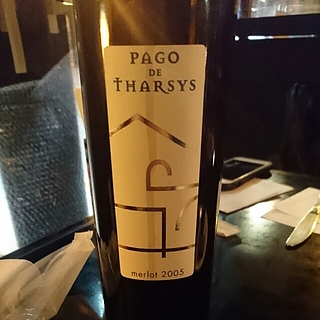 PAGO
DE
THARSYS
merlot 2005